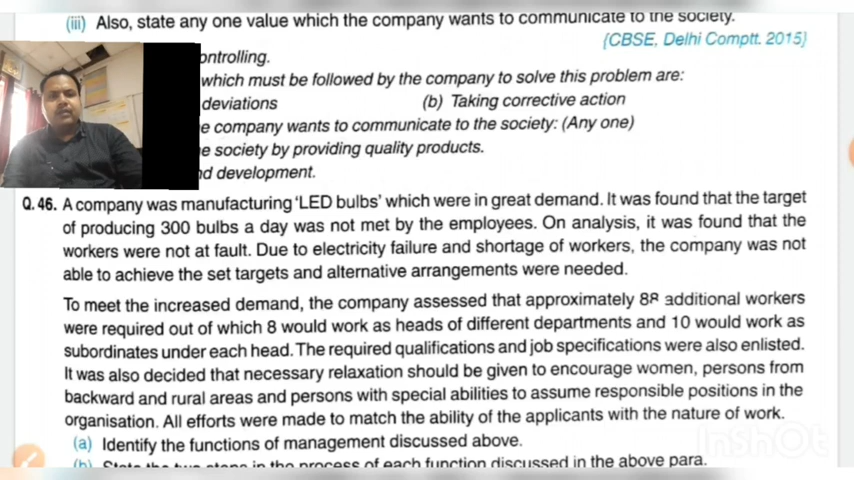 (iii) Also, state any one value which the company wants to communicate to the society.
[CBSE, Delhi Comptt. 2015]
ontrolling.
which must be followed by the company to solve this problem are:
deviations (b) Taking corrective action
e company wants to communicate to the society: (Any one)
e society by providing quality products.
nd development.
Q.46. A company was manufacturing 'LED bulbs' which were in great demand. It was found that the target
of producing 300 bulbs a day was not met by the employees. On analysis, it was found that the
workers were not at fault. Due to electricity failure and shortage of workers, the company was not
able to achieve the set targets and alternative arrangements were needed.
To meet the increased demand, the company assessed that approximately 88 additional workers
were required out of which 8 would work as heads of different departments and 10 would work as
subordinates under each head. The required qualifications and job specifications were also enlisted.
It was also decided that necessary relaxation should be given to encourage women, persons from
backward and rural areas and persons with special abilities to assume responsible positions in the
organisation. All efforts were made to match the ability of the applicants with the nature of work.
InShOt
(a) Identify the functions of management discussed above.
(b) State the two steps in the process of each function discussed in the above para.